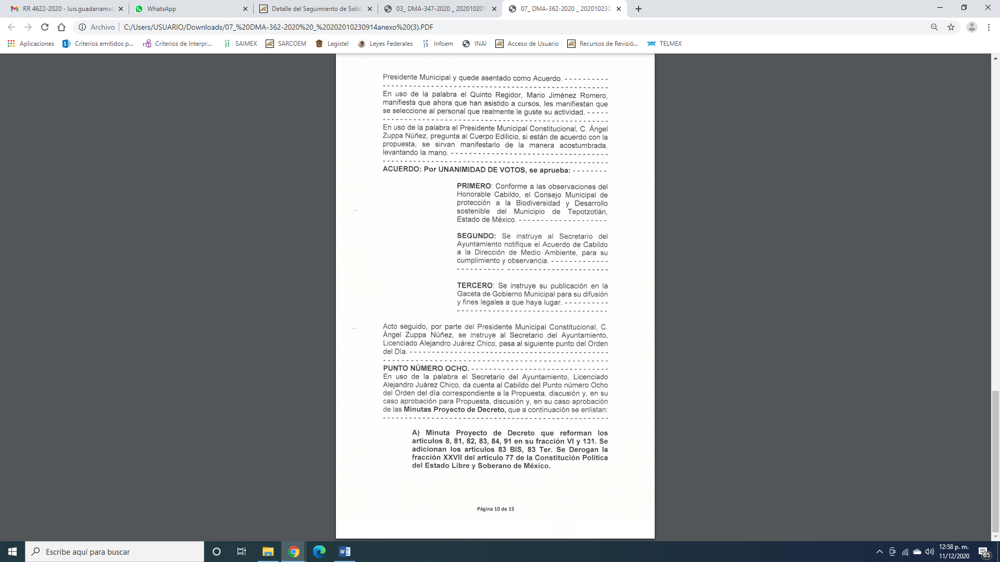 RR 4622-2020 - luis.guadarrama
WhatsApp
Detalle del Seguimiento de Solic
03_ DMA-347-2020 _ 2020102010
07_ DMA-362-2020 _ 2020102309
Archivo
C:/Users/USUARIO/Downloads/07_%20DMA-362-2020%20_%20202010230914anexo%20(3).PDF
Aplicaciones
Criterios emitidos p...
Criterios de Interpr...
SAIMEX
SARCOEM
Legistel
Leyes Federales
Infoem
INAI
Acceso de Usuario
Recursos de Revisió...
TELMEX
Presidente Municipal y quede asentado como Acuerdo. - - - - - - - - - -
En uso de la palabra el Quinto Regidor, Mario Jiménez Romero,
manifiesta que ahora que han asistido a cursos, les manifiestan que
se seleccione al personal que realmente le guste su actividad. - - - - -
En uso de la palabra el Presidente Municipal Constitucional, C. Ángel
Zuppa Núñez, pregunta al Cuerpo Edilicio, si están de acuerdo con la
propuesta, se sirvan manifestarlo de la manera acostumbrada,
levantando la mano. - - - - - - - - - - - - - - - - - - - - - - - - - - - - - - - - - - - -
ACUERDO: Por UNANIMIDAD DE VOTOS, se aprueba: - - - - - - - -
PRIMERO: Conforme a las observaciones del
Honorable Cabildo, el Consejo Municipal de
protección a la Biodiversidad y Desarrollo
sostenible del Municipio de Tepotzotlán,
Estado de México. - - - - - - - - - - - - - - - - - - - -
SEGUNDO: Se instruye al Secretario del
Ayuntamiento notifique el Acuerdo de Cabildo
a la Dirección de Medio Ambiente, para su
cumplimiento y observancia. - - - - - - - - - - - - -
TERCERO: Se instruye su publicación en la
Gaceta de Gobierno Municipal para su difusión
y fines legales a que haya lugar. - - - - - - - - - -
Acto seguido, por parte del Presidente Municipal Constitucional, C.
Ángel Zuppa Núñez, se instruye al Secretario del Ayuntamiento,
Licenciado Alejandro Juárez Chico, pasa al siguiente punto del Orden
del Día. - - - - - - - - - - - - - - - - - - - - - - - - - - - - - - - - - - - - - - - - - - - - -
PUNTO NÚMERO OCHO. - - - - - - - - - - - - - - - - - - - - - - - - - - - - - - -
En uso de la palabra el Secretario del Ayuntamiento, Licenciado
Alejandro Juárez Chico, da cuenta al Cabildo del Punto número Ocho
del Orden del día correspondiente a la Propuesta, discusión y, en su
caso aprobación para Propuesta, discusión y, en su caso aprobación
de las Minutas Proyecto de Decreto, que a continuación se enlistan:
A) Minuta Proyecto de Decreto que reforman los
artículos 8, 81, 82, 83, 84, 91 en su fracción VI y 131. Se
adicionan los artículos 83 BIS, 83 Ter. Se Derogan la
fracción XXVII del artículo 77 de la Constitución Política
del Estado Libre y Soberano de México.
Página 10 de 15
Escribe aquí para buscar
12:58 p. m.
11/12/2020
65